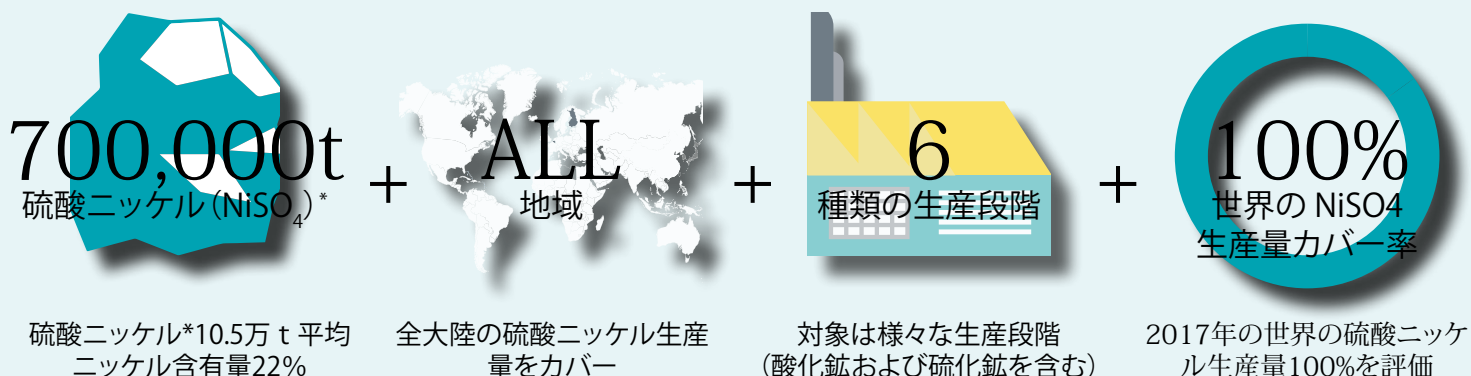 700,000t
硫酸ニッケル（NiSO₄）*
+
ALL
地域
+
6
種類の生産段階
+
100%
世界の NiSO4
生産量カバー率
硫酸ニッケル*10.5万 t 平均
ニッケル含有量22%
全大陸の硫酸ニッケル生産
量をカバー
対象は様々な生産段階
（酸化鉱および硫化鉱を含む）
2017年の世界の硫酸ニッケ
ル生産量100%を評価